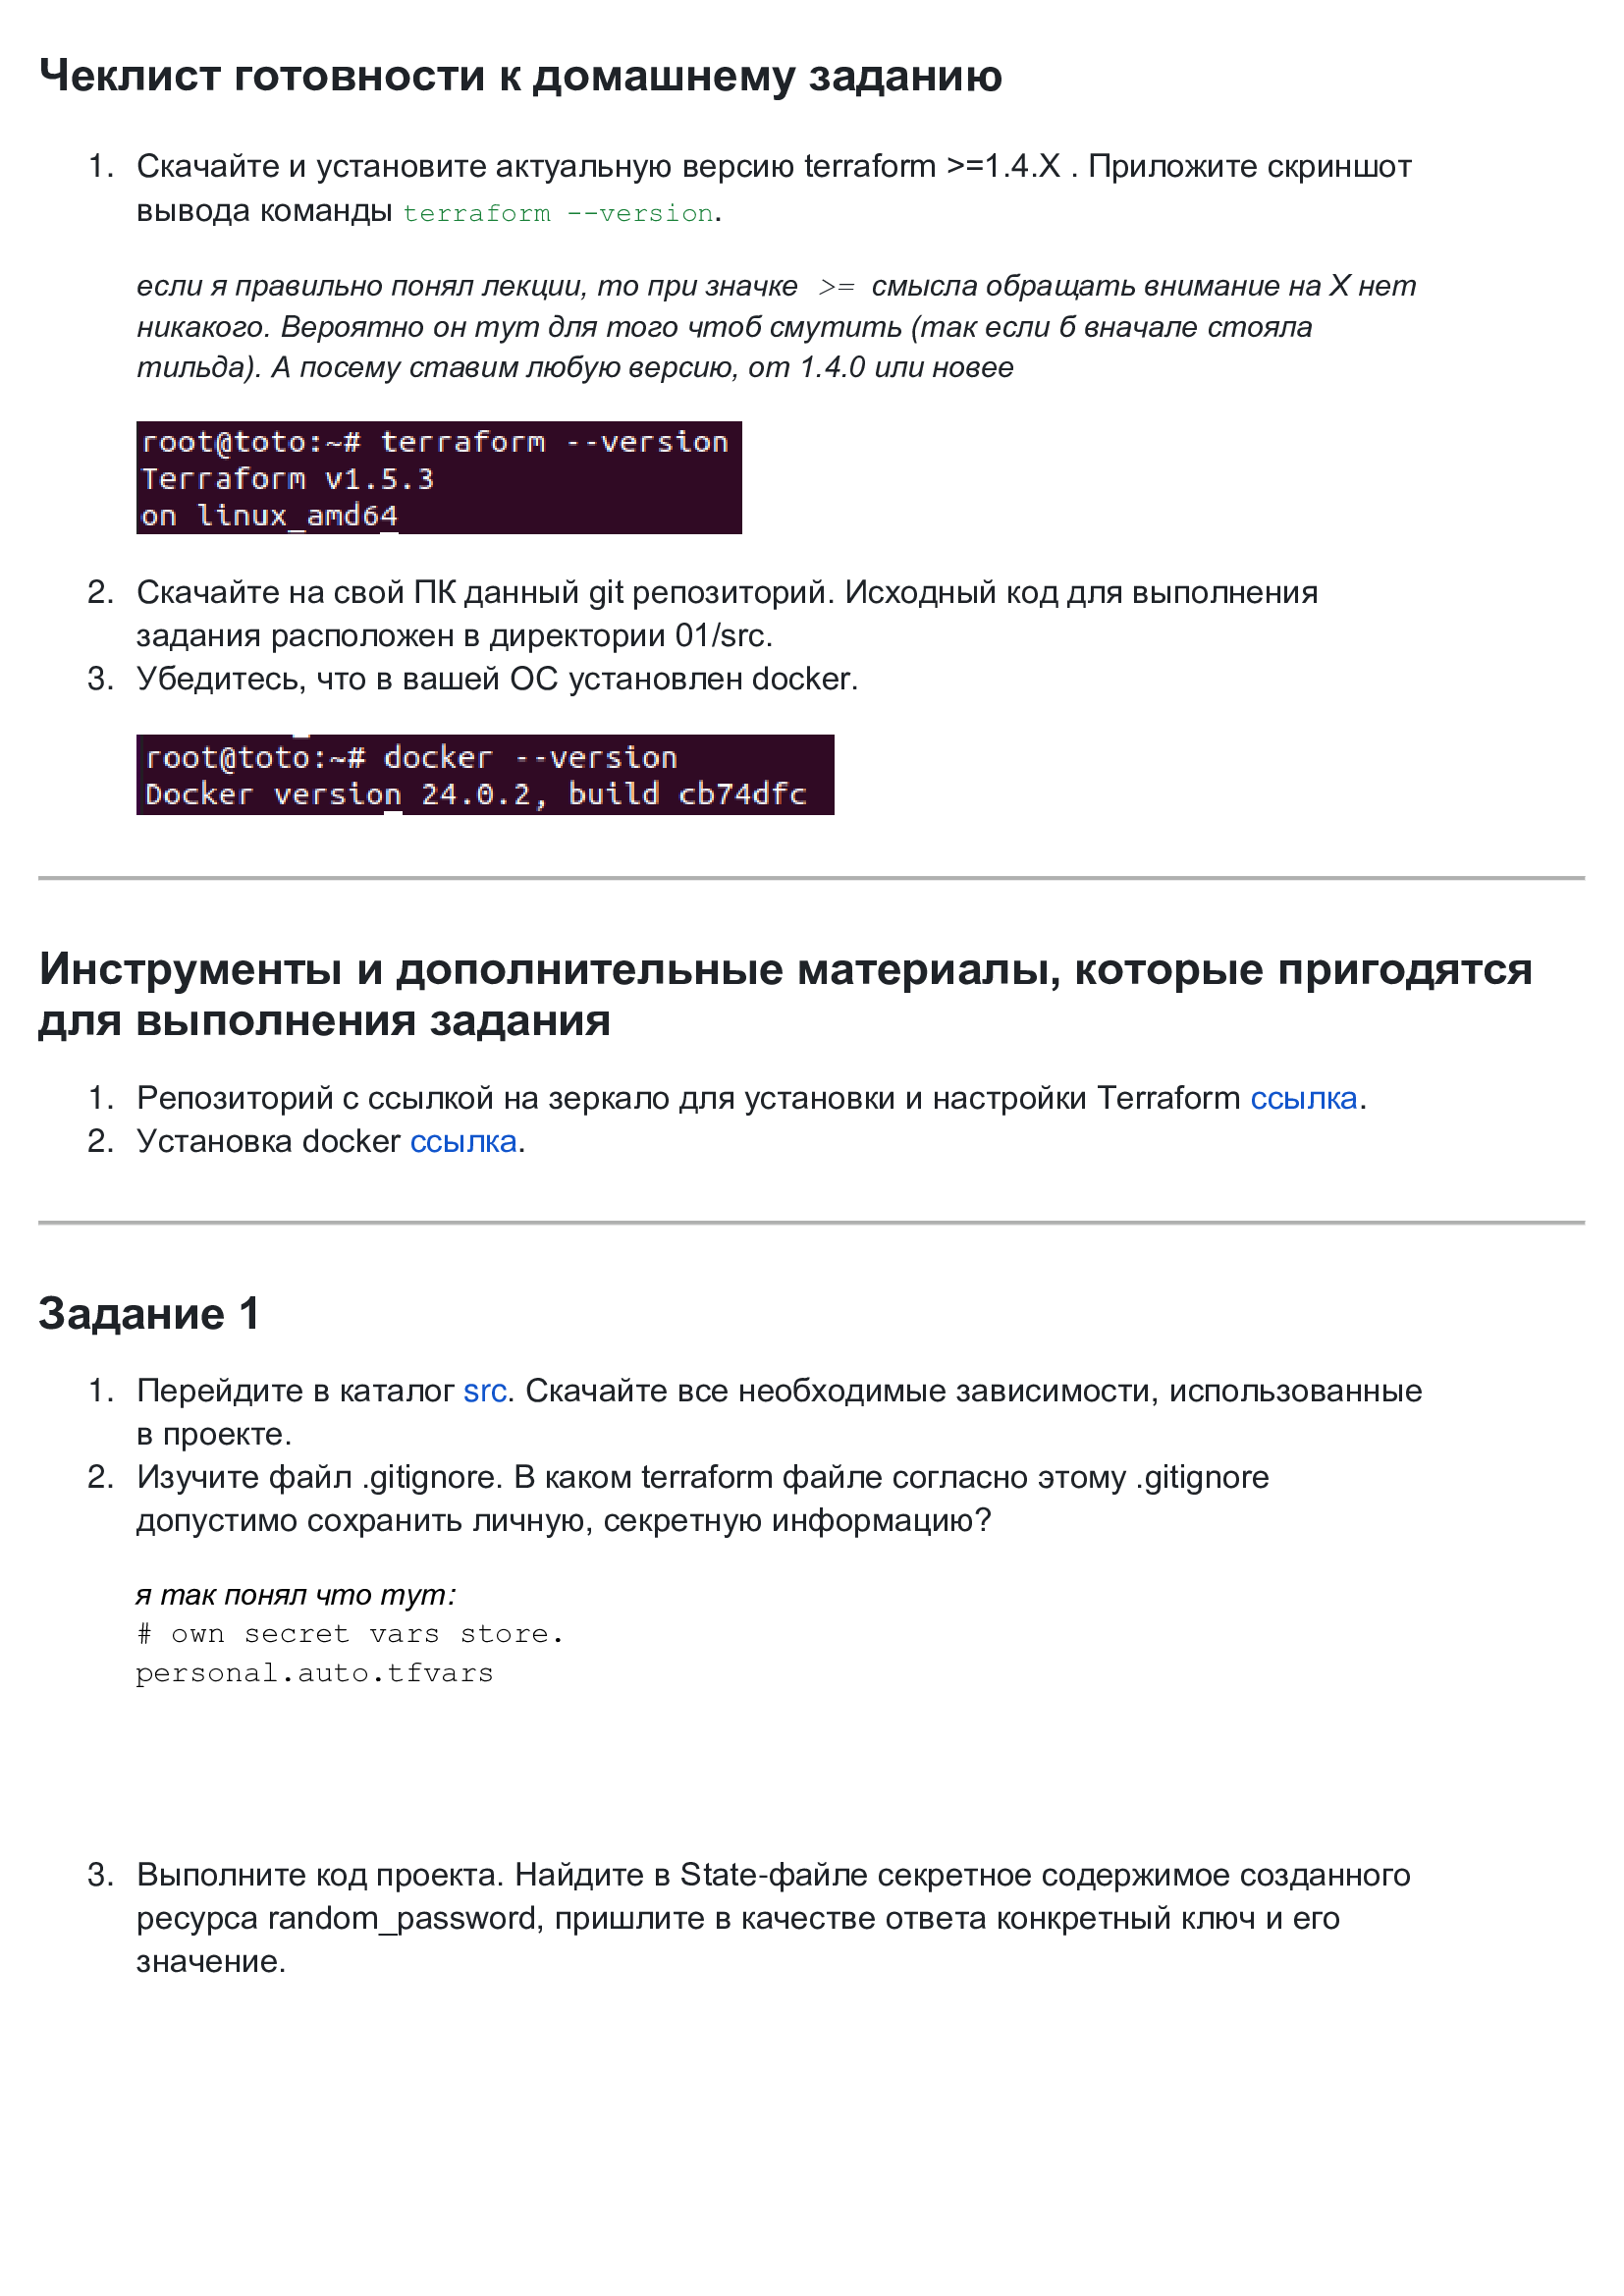 Чеклист готовности к домашнему заданию
1. Скачайте и установите актуальную версию terraform >=1.4.X . Приложите скриншот
вывода команды terraform --version.
если я правильно понял лекции, то при значке >= смысла обращать внимание на X нет
никакого. Вероятно он тут для того чтоб смутить (так если б вначале стояла
тильда). А посему ставим любую версию, от 1.4.0 или новее
root@toto:~# terraform --version
Terraform v1.5.3
on linux_amd64
2. Скачайте на свой ПК данный git репозиторий. Исходный код для выполнения
задания расположен в директории 01/src.
3. Убедитесь, что в вашей ОС установлен docker.
root@toto:~# docker --version
Docker version 24.0.2, build cb74dfc
Инструменты и дополнительные материалы, которые пригодятся
для выполнения задания
1. Репозиторий с ссылкой на зеркало для установки и настройки Terraform ссылка.
2. Установка docker ссылка.
Задание 1
1. Перейдите в каталог src. Скачайте все необходимые зависимости, использованные
в проекте.
2. Изучите файл .gitignore. В каком terraform файле согласно этому .gitignore
допустимо сохранить личную, секретную информацию?
я так понял что тут:
# own secret vars store.
personal.auto.tfvars
3. Выполните код проекта. Найдите в State-файле секретное содержимое созданного
ресурса random_password, пришлите в качестве ответа конкретный ключ и его
значение.